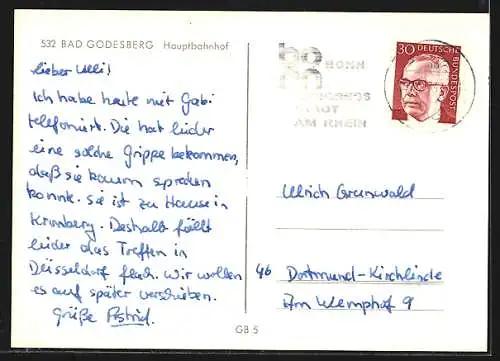 532 BAD GODESBERG Hauptbahnhof
lieber Ulli!
Ich habe heute mit Gabi
telefoniert. Die hat leider
eine solche Grippe bekommen,
daß sie kaum sprechen
konnte. Sie ist zu Hause in
Kronberg. Deshalb fällt
leider das Treffen in
Düsseldorf flach. Wir wollen
es auf später verschieben.
Grüße Astrid.
BONN
STADT
AM RHEIN
30 DEUTSCHE
BUNDESPOST
Ulrich Grunwald
46 Dortmund-Kirchlinde
Am Wemphof 9
GB 5